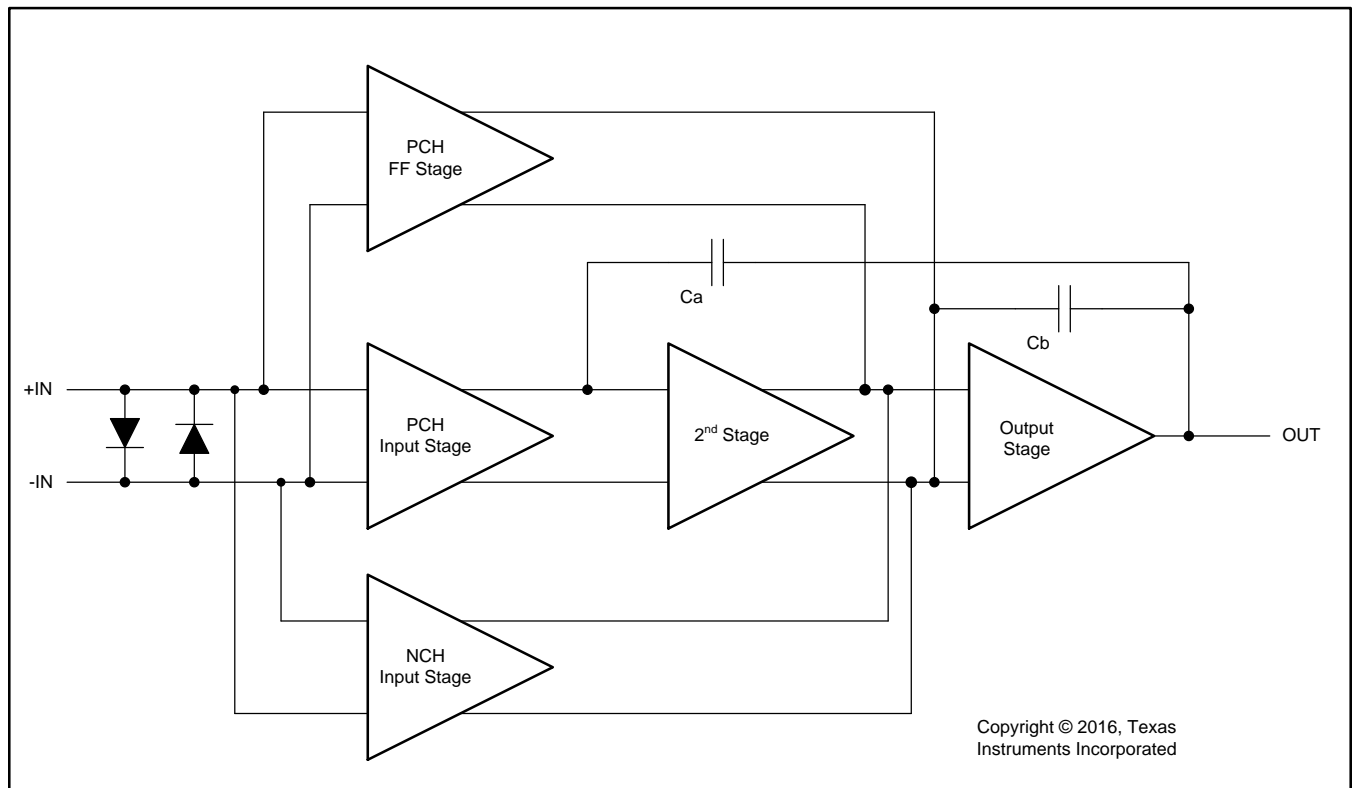 PCH
FF Stage
Ca
Cb
+IN
PCH
Input Stage
2nd Stage
Output
Stage
OUT
-IN
NCH
Input Stage
Copyright © 2016, Texas
Instruments Incorporated